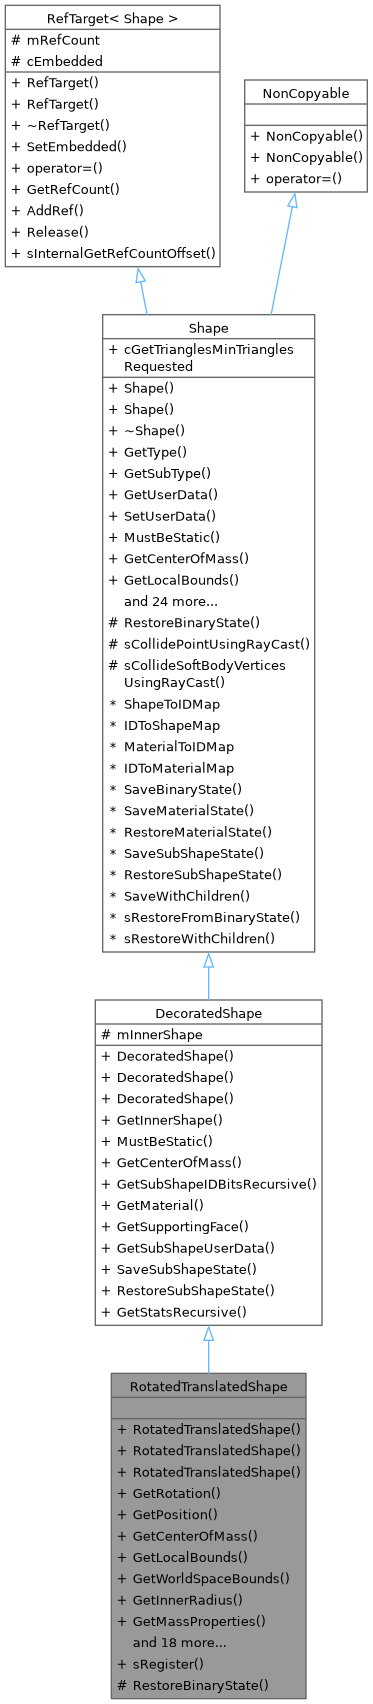 RefTarget< Shape >
# mRefCount
# cEmbedded
+ RefTarget()
+ RefTarget()
+ ~RefTarget()
+ SetEmbedded()
+ operator=()
+ GetRefCount()
+ AddRef()
+ Release()
+ sInternalGetRefCountOffset()
NonCopyable
+ NonCopyable()
+ NonCopyable()
+ operator=()
Shape
+ cGetTrianglesMinTriangles
Requested
+ Shape()
+ Shape()
+ ~Shape()
+ GetType()
+ GetSubType()
+ GetUserData()
+ SetUserData()
+ MustBeStatic()
+ GetCenterOfMass()
+ GetLocalBounds()
and 24 more...
# RestoreBinaryState()
# sCollidePointUsingRayCast()
# sCollideSoftBodyVertices
UsingRayCast()
* ShapeToIDMap
* IDToShapeMap
* MaterialToIDMap
* IDToMaterialMap
* SaveBinaryState()
* SaveMaterialState()
* RestoreMaterialState()
* SaveSubShapeState()
* RestoreSubShapeState()
* SaveWithChildren()
* sRestoreFromBinaryState()
* sRestoreWithChildren()
DecoratedShape
# mInnerShape
+ DecoratedShape()
+ DecoratedShape()
+ DecoratedShape()
+ GetInnerShape()
+ MustBeStatic()
+ GetCenterOfMass()
+ GetSubShapeIDBitsRecursive()
+ GetMaterial()
+ GetSupportingFace()
+ GetSubShapeUserData()
+ SaveSubShapeState()
+ RestoreSubShapeState()
+ GetStatsRecursive()
RotatedTranslatedShape
+ RotatedTranslatedShape()
+ RotatedTranslatedShape()
+ RotatedTranslatedShape()
+ GetRotation()
+ GetPosition()
+ GetCenterOfMass()
+ GetLocalBounds()
+ GetWorldSpaceBounds()
+ GetInnerRadius()
+ GetMassProperties()
and 18 more...
+ sRegister()
# RestoreBinaryState()